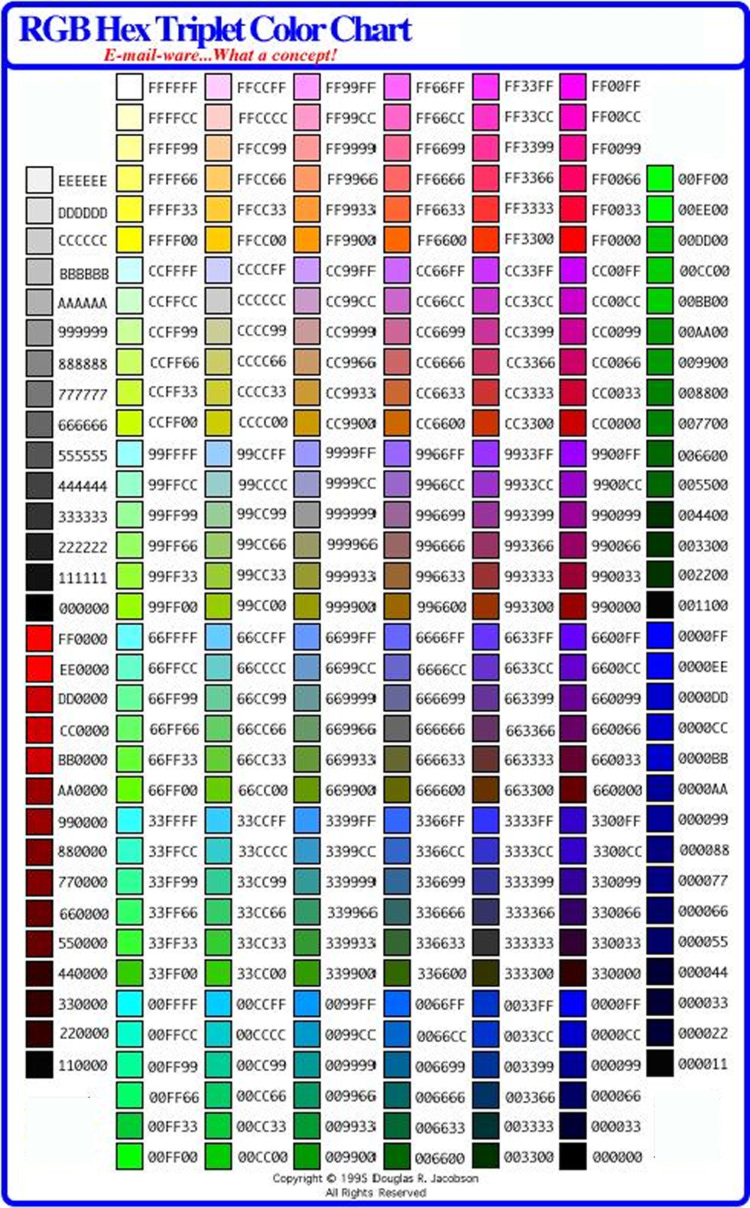 RGB Hex Triplet Color Chart
E-mail-ware...What a concept!
FFFFFF FFCCFF FF99FF FF66FF FF33FF FF00FF
FFFFCC FFCCCC FF99CC FF66CC FF33CC FF00CC
FFFF99 FFCC99 FF9999 FF6699 FF3399 FF0099
EEEEEE FFFF66 FFCC66 FF9966 FF6666 FF3366 FF0066 00FF00
DDDDDD FFFF33 FFCC33 FF9933 FF6633 FF3333 FF0033 00EE00
CCCCCC FFFF00 FFCC00 FF9900 FF6600 FF3300 FF0000 00DD00
BBBBBB CCFFFF CCCCFF CC99FF CC66FF CC33FF CC00FF 00CC00
AAAAAA CCFFCC CCCCCC CC99CC CC66CC CC33CC CC00CC 00BB00
999999 CCFF99 CCCC99 CC9999 CC6699 CC3399 CC0099 00AA00
888888 CCFF66 CCCC66 CC9966 CC6666 CC3366 CC0066 009900
777777 CCFF33 CCCC33 CC9933 CC6633 CC3333 CC0033 008800
666666 CCFF00 CCCC00 CC9900 CC6600 CC3300 CC0000 007700
555555 99FFFF 99CCFF 9999FF 9966FF 9933FF 9900FF 006600
444444 99FFCC 99CCCC 9999CC 9966CC 9933CC 9900CC 005500
333333 99FF99 99CC99 999999 996699 993399 990099 004400
222222 99FF66 99CC66 999966 996666 993366 990066 003300
111111 99FF33 99CC33 999933 996633 993333 990033 002200
000000 99FF00 99CC00 999900 996600 993300 990000 001100
FF0000 66FFFF 66CCFF 6699FF 6666FF 6633FF 6600FF 0000FF
EE0000 66FFCC 66CCCC 6699CC 6666CC 6633CC 6600CC 0000EE
DD0000 66FF99 66CC99 669999 666699 663399 660099 0000DD
CC0000 66FF66 66CC66 669966 666666 663366 660066 0000CC
BB0000 66FF33 66CC33 669933 666633 663333 660033 0000BB
AA0000 66FF00 66CC00 669900 666600 663300 660000 0000AA
990000 33FFFF 33CCFF 3399FF 3366FF 3333FF 3300FF 000099
880000 33FFCC 33CCCC 3399CC 3366CC 3333CC 3300CC 000088
770000 33FF99 33CC99 339999 336699 333399 330099 000077
660000 33FF66 33CC66 339966 336666 333366 330066 000066
550000 33FF33 33CC33 339933 336633 333333 330033 000055
440000 33FF00 33CC00 339900 336600 333300 330000 000044
330000 00FFFF 00CCFF 0099FF 0066FF 0033FF 0000FF 000033
220000 00FFCC 00CCCC 0099CC 0066CC 0033CC 0000CC 000022
110000 00FF99 00CC99 009999 006699 003399 000099 000011
00FF66 00CC66 009966 006666 003366 000066
00FF33 00CC33 009933 006633 003333 000033
00FF00 00CC00 009900 006600 003300 000000
Copyright © 1995 Douglas R. Jacobson
All Rights Reserved